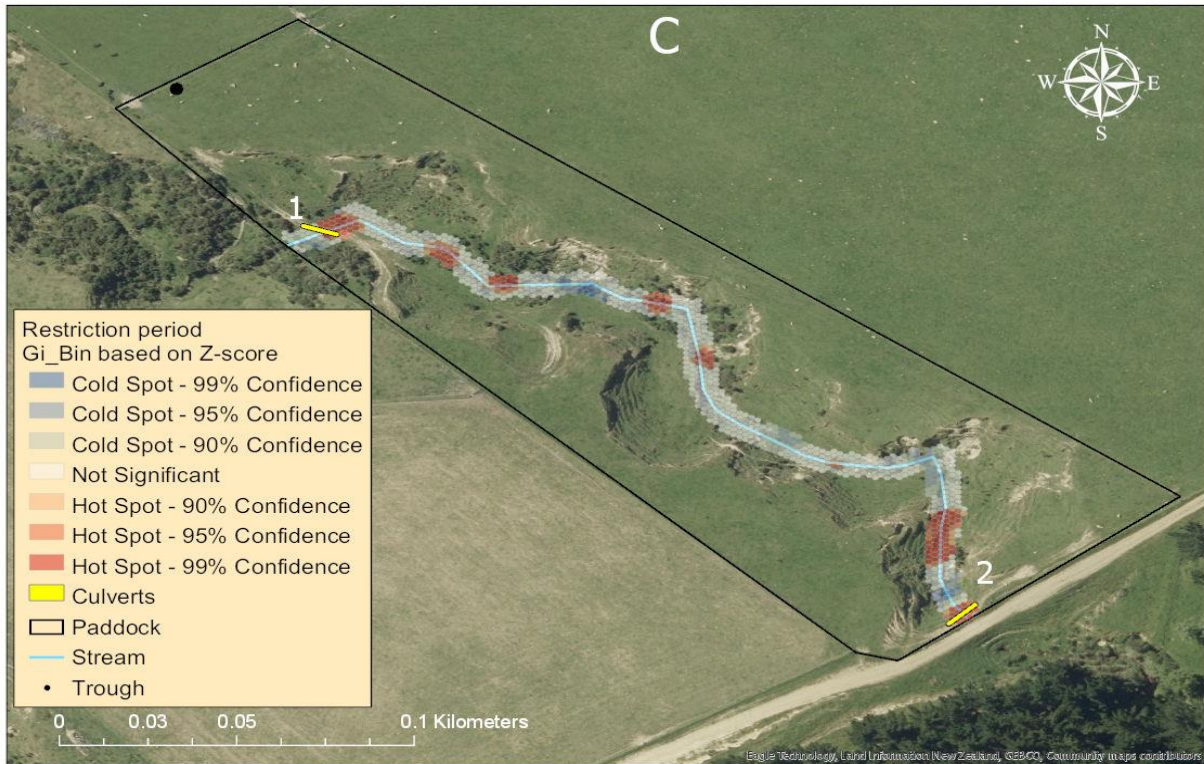 C
N
W E
S
1
2
Restriction period
Gi_Bin based on Z-score
Cold Spot - 99% Confidence
Cold Spot - 95% Confidence
Cold Spot - 90% Confidence
Not Significant
Hot Spot - 90% Confidence
Hot Spot - 95% Confidence
Hot Spot - 99% Confidence
Culverts
Paddock
Stream
Trough
0 0.03 0.05 0.1 Kilometers
Eagle Technology, Land Information New Zealand, GEBCO, Community maps contributors